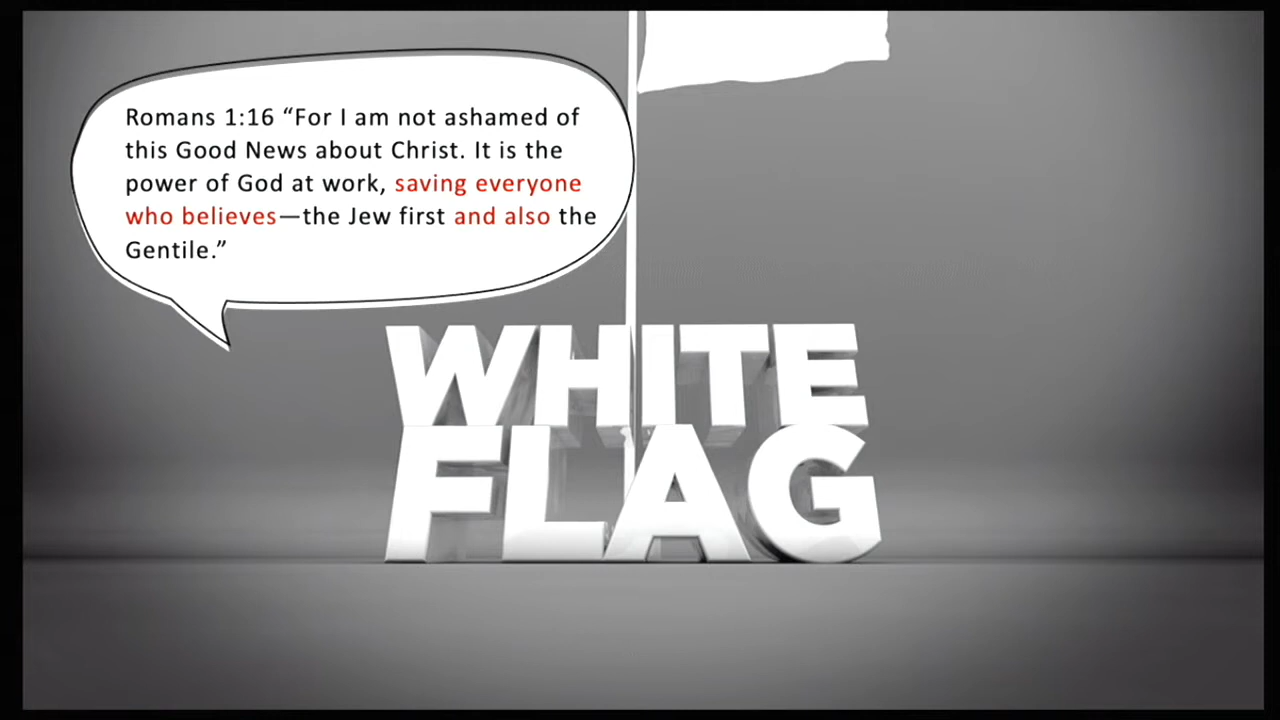 Romans 1:16 “For I am not ashamed of
this Good News about Christ. It is the
power of God at work, saving everyone
who believes—the Jew first and also the
Gentile.”
WHITE
FLAG